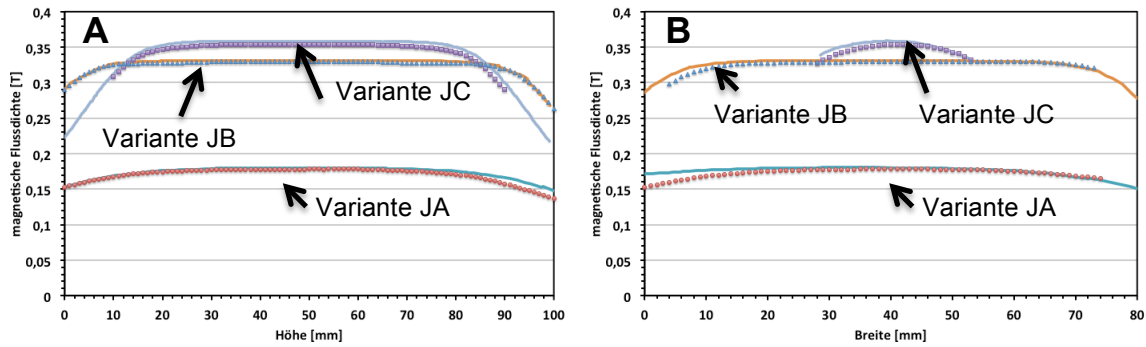 A
0,4
0,35
0,3
0,25
0,2
0,15
0,1
0,05
0
magnetische Flussdichte [T]
Variante JC
Variante JB
Variante JA
0 10 20 30 40 50 60 70 80 90 100
Höhe [mm]
B
0,4
0,35
0,3
0,25
0,2
0,15
0,1
0,05
0
magnetische Flussdichte [T]
Variante JB
Variante JC
Variante JA
0 10 20 30 40 50 60 70 80
Breite [mm]